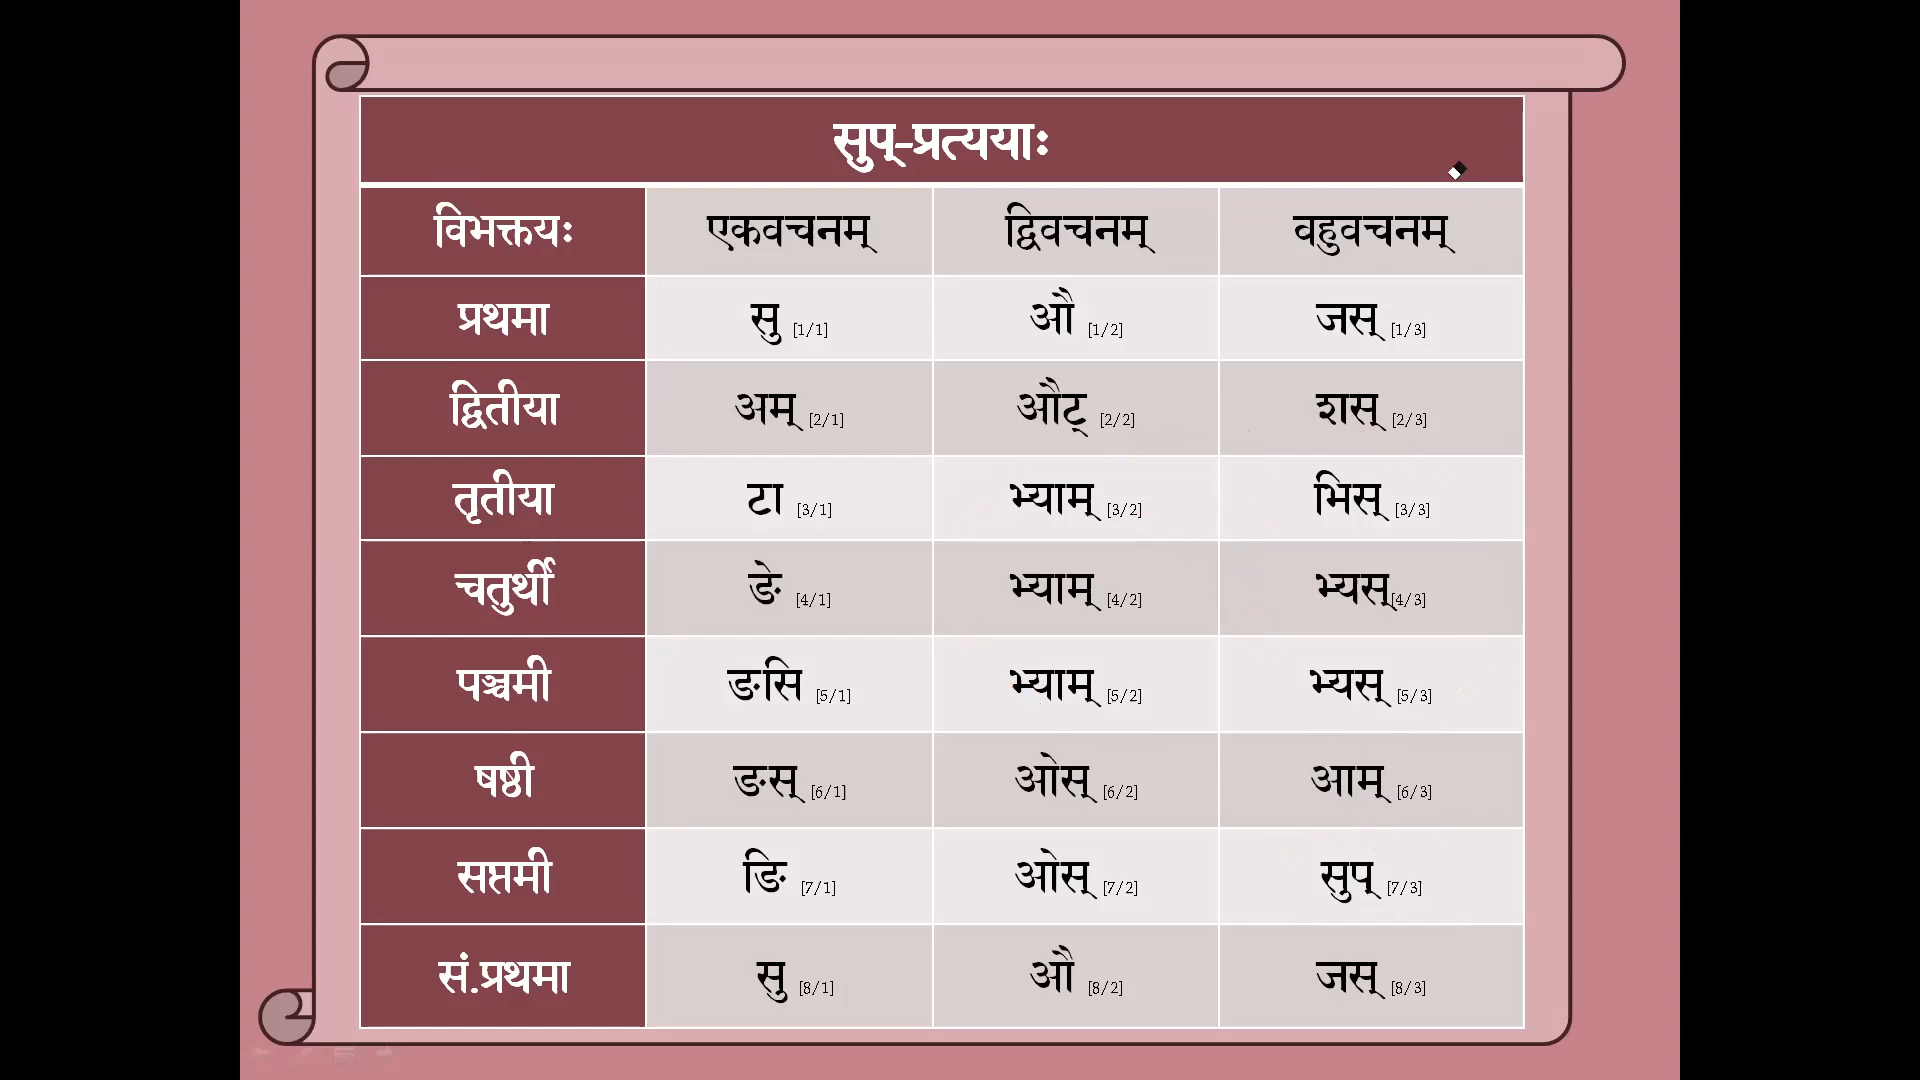 सुप्-प्रत्ययाः
विभक्तयः एकवचनम् द्विवचनम् वहुवचनम्
प्रथमा सु [1/1] औ [1/2] जस् [1/3]
द्वितीया अम् [2/1] औट् [2/2] शस् [2/3]
तृतीया टा [3/1] भ्याम् [3/2] भिस् [3/3]
चतुर्थी ङे [4/1] भ्याम् [4/2] भ्यस्[4/3]
पञ्चमी ङसि [5/1] भ्याम् [5/2] भ्यस् [5/3]
षष्ठी ङस् [6/1] ओस् [6/2] आम् [6/3]
सप्तमी ङि [7/1] ओस् [7/2] सुप् [7/3]
सं.प्रथमा सु [8/1] औ [8/2] जस् [8/3]